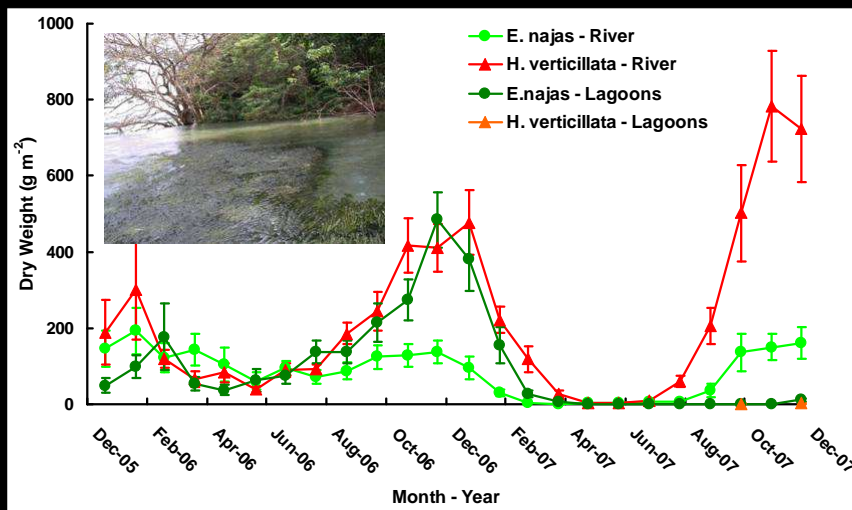 1000
800
600
400
200
0
Dry Weight (g m-2)
E. najas - River
H. verticillata - River
E.najas - Lagoons
H. verticillata - Lagoons
Dec-05
Feb-06
Apr-06
Jun-06
Aug-06
Oct-06
Dec-06
Feb-07
Apr-07
Jun-07
Aug-07
Oct-07
Dec-07
Month - Year